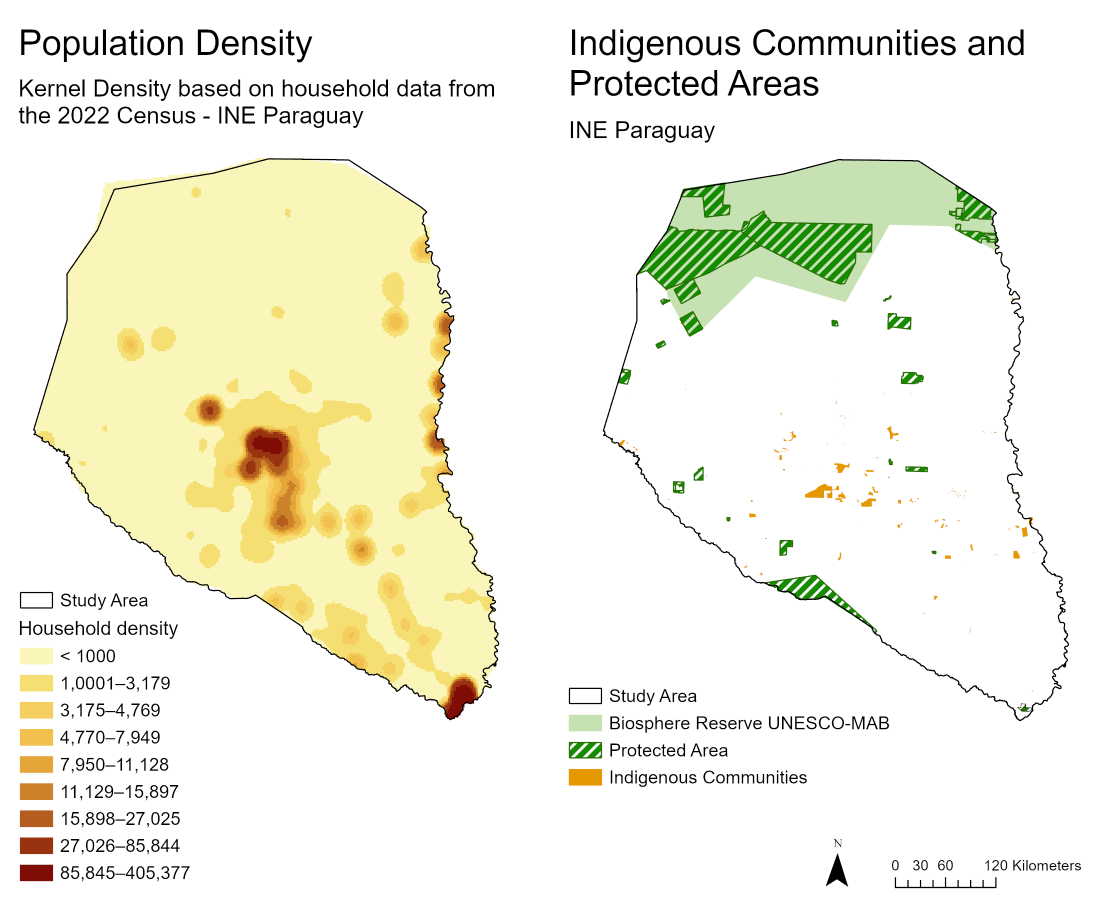 Population Density
Kernel Density based on household data from
the 2022 Census - INE Paraguay
Study Area
Household density
< 1000
1,0001–3,179
3,175–4,769
4,770–7,949
7,950–11,128
11,129–15,897
15,898–27,025
27,026–85,844
85,845–405,377
Indigenous Communities and
Protected Areas
INE Paraguay
Study Area
Biosphere Reserve UNESCO-MAB
Protected Area
Indigenous Communities
N
0 30 60 120 Kilometers